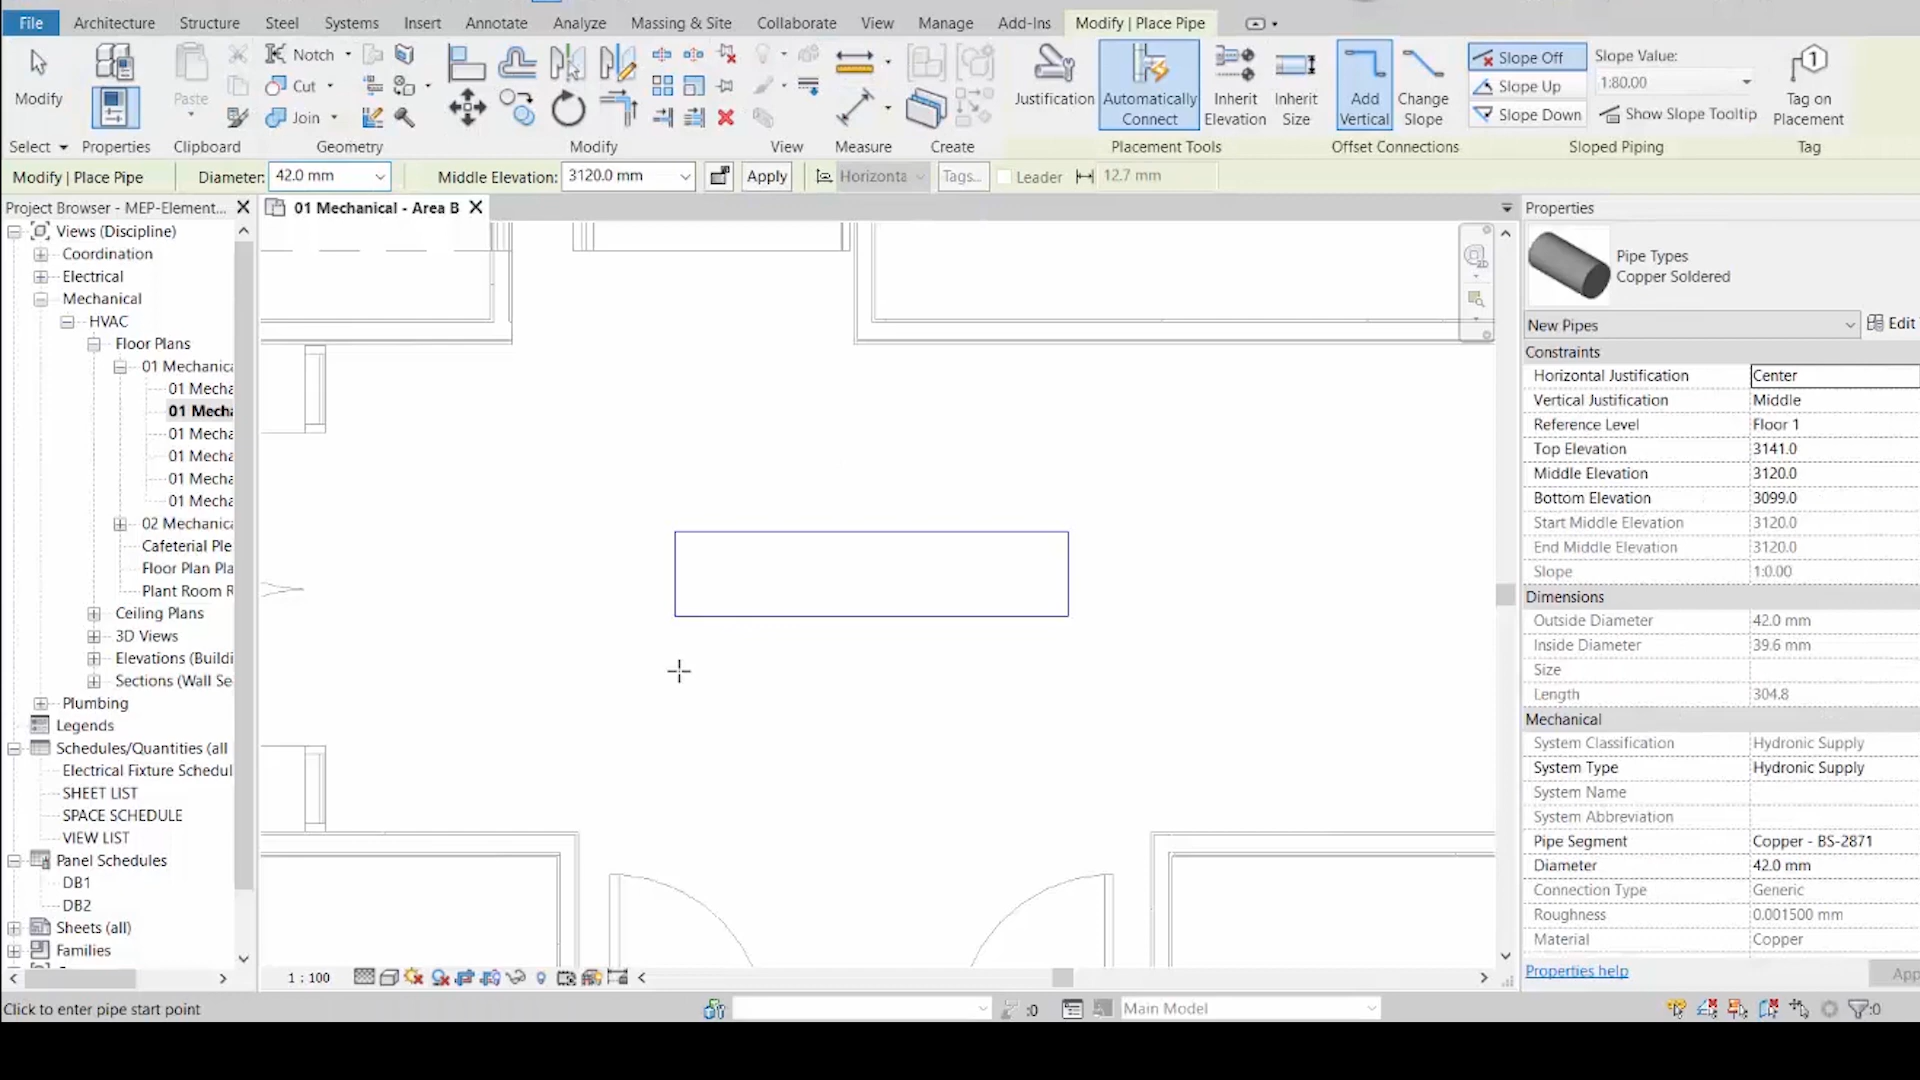 File Architecture Structure Steel Systems Insert Annotate Analyze Massing & Site Collaborate View Manage Add-Ins Modify | Place Pipe
Modify
Paste
Notch
Cut
Join
Justification
Automatically Connect
Inherit Elevation
Inherit Size
Add Vertical
Change Slope
Slope Off
Slope Up
Slope Down
Slope Value:
1:80.00
Show Slope Tooltip
1
Tag on Placement
Select Properties Clipboard Geometry Modify View Measure Create Placement Tools Offset Connections Sloped Piping Tag
Modify | Place Pipe Diameter: 42.0 mm Middle Elevation: 3120.0 mm Apply Horizonta Tags... Leader 12.7 mm
Project Browser - MEP-Element...
01 Mechanical - Area B
Views (Discipline)
Coordination
Electrical
Mechanical
HVAC
Floor Plans
01 Mechanica
01 Mecha
01 Mecha
01 Mecha
01 Mecha
01 Mecha
01 Mecha
02 Mechanica
Cafeterial Ple
Floor Plan Pla
Plant Room R
Ceiling Plans
3D Views
Elevations (Buildi
Sections (Wall Se
Plumbing
Legends
Schedules/Quantities (all
Electrical Fixture Schedul
SHEET LIST
SPACE SCHEDULE
VIEW LIST
Panel Schedules
DB1
DB2
Sheets (all)
Families
2D
Properties
Pipe Types
Copper Soldered
New Pipes Edit
Constraints
Horizontal Justification Center
Vertical Justification Middle
Reference Level Floor 1
Top Elevation 3141.0
Middle Elevation 3120.0
Bottom Elevation 3099.0
Start Middle Elevation 3120.0
End Middle Elevation 3120.0
Slope 1:0.00
Dimensions
Outside Diameter 42.0 mm
Inside Diameter 39.6 mm
Size
Length 304.8
Mechanical
System Classification Hydronic Supply
System Type Hydronic Supply
System Name
System Abbreviation
Pipe Segment Copper - BS-2871
Diameter 42.0 mm
Connection Type Generic
Roughness 0.001500 mm
Material Copper
Properties help App
1 : 100
Click to enter pipe start point :0 Main Model :0